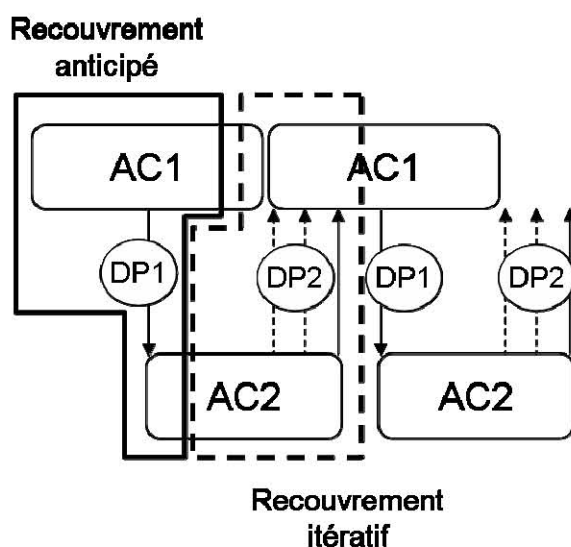 Recouvrement
anticipé
AC1
AC1
DP1
DP2
DP1
DP2
AC2
AC2
Recouvrement
itératif